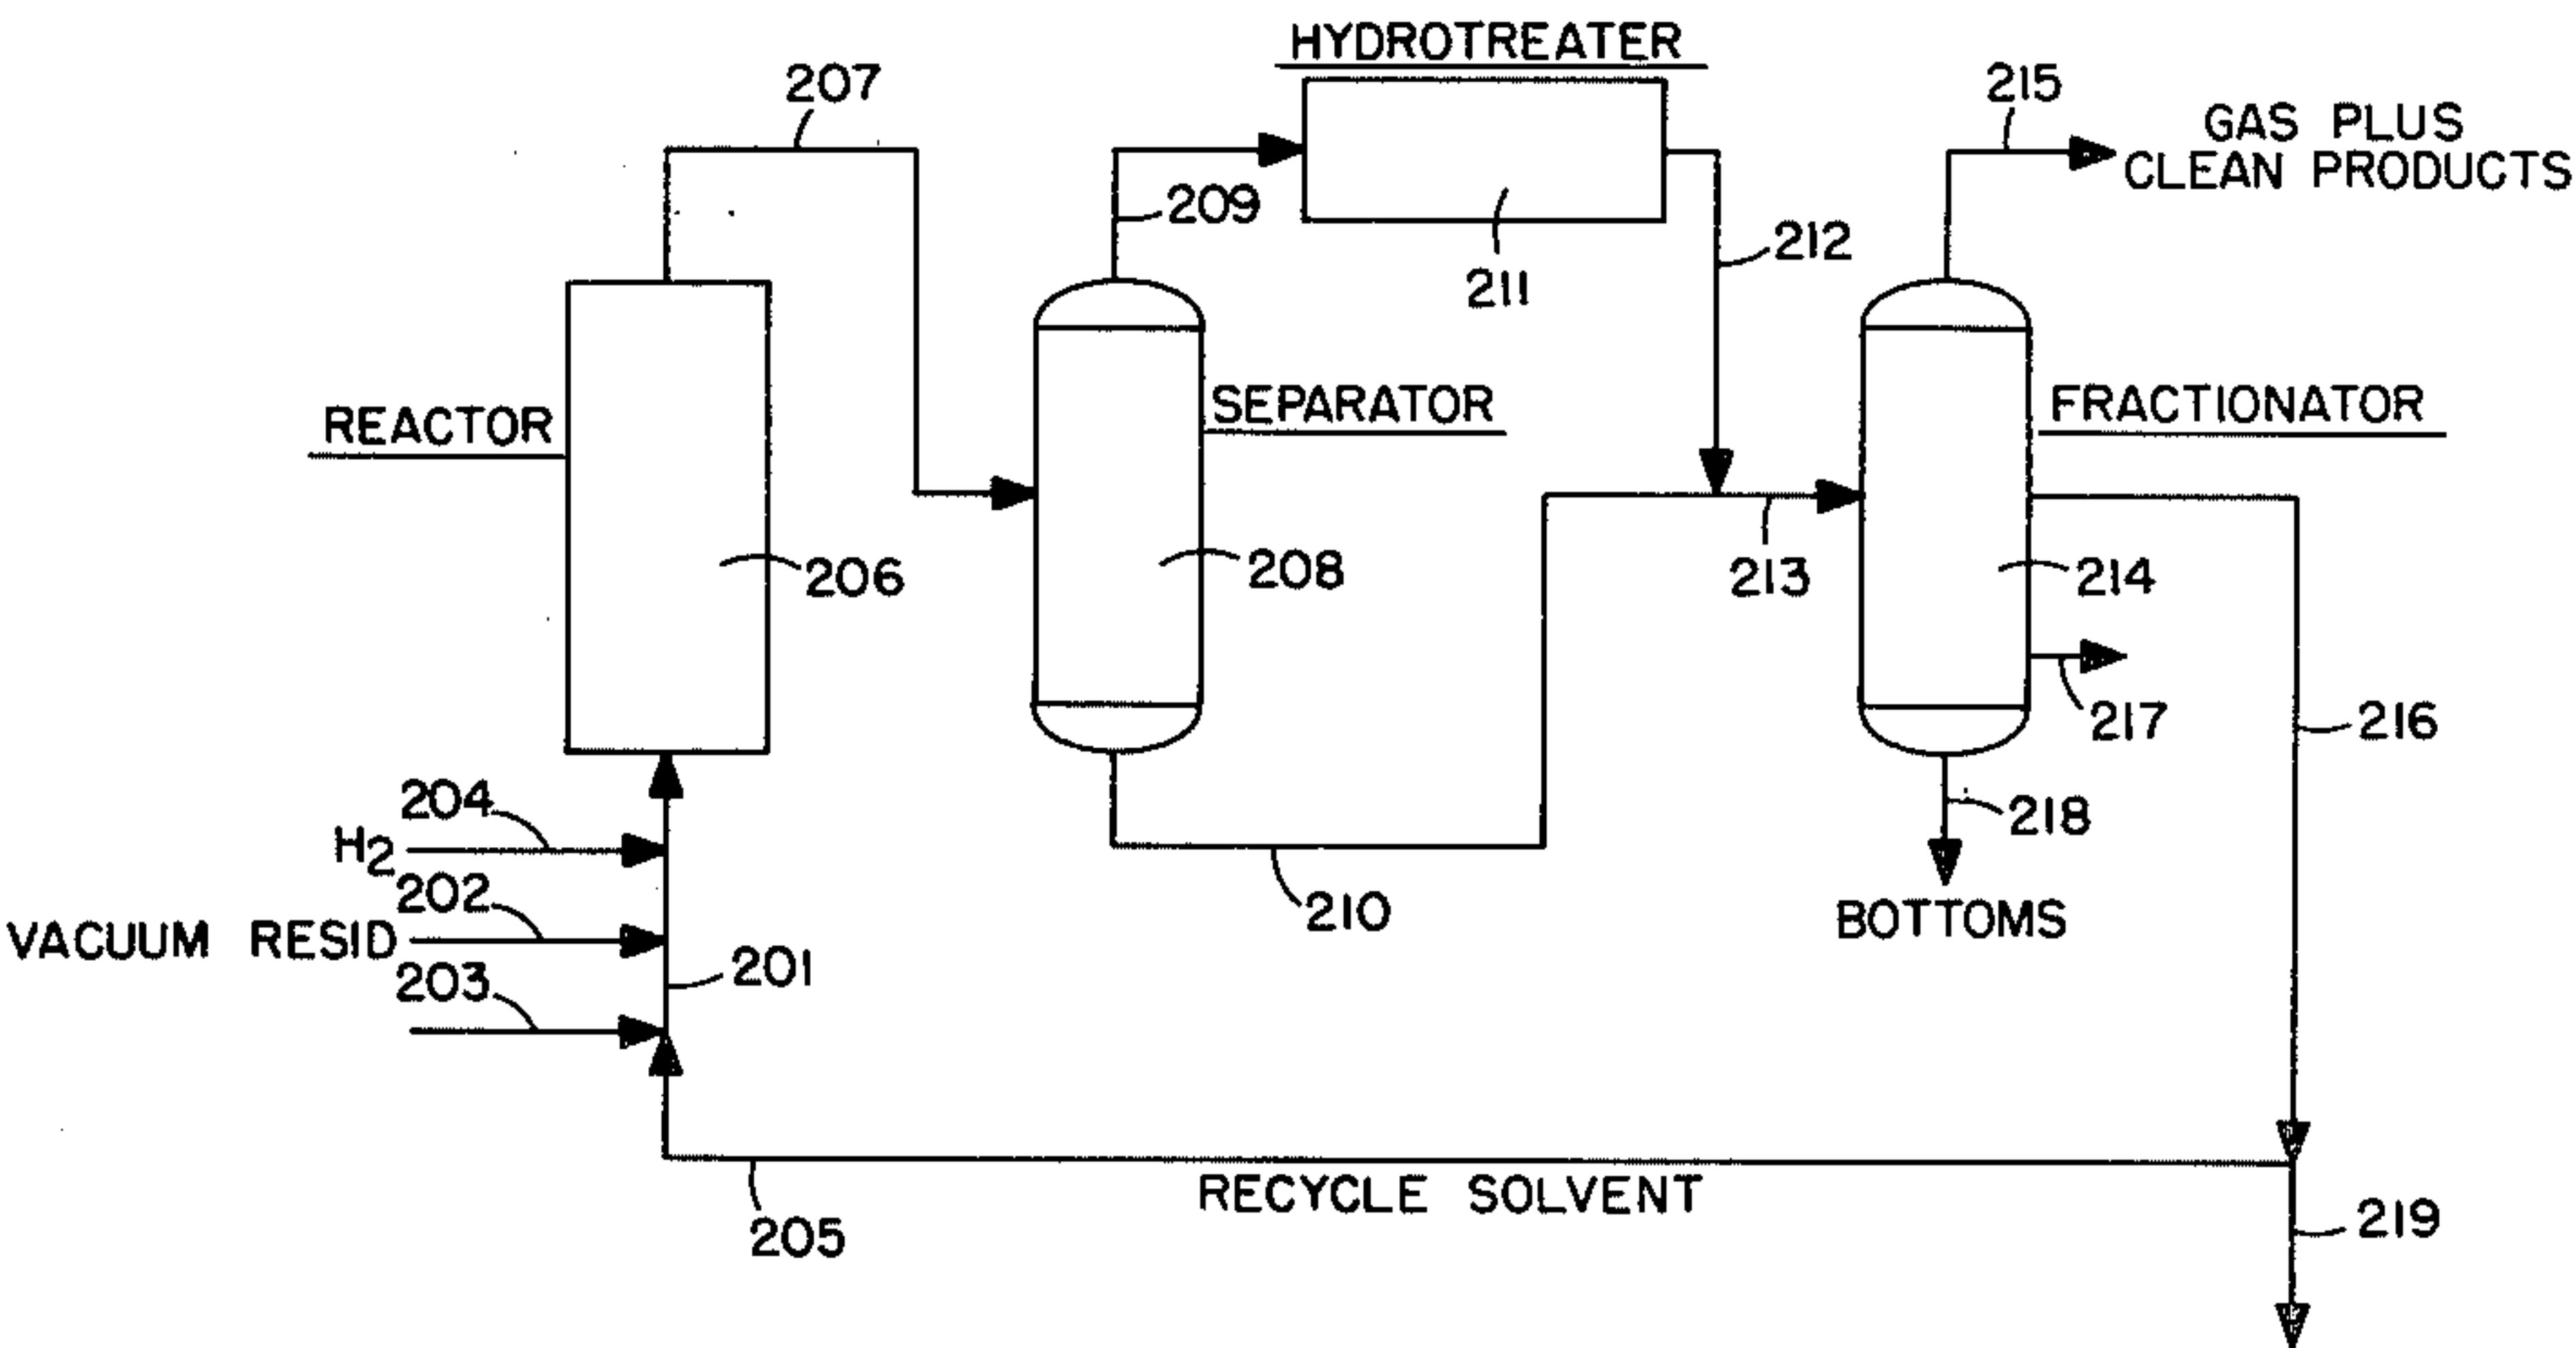 HYDROTREATER
207
215
GAS PLUS
CLEAN PRODUCTS
209
212
211
REACTOR
SEPARATOR
FRACTIONATOR
206
208
213
214
217
216
204
H2
218
202
VACUUM RESID
210
BOTTOMS
201
203
RECYCLE SOLVENT
205
219